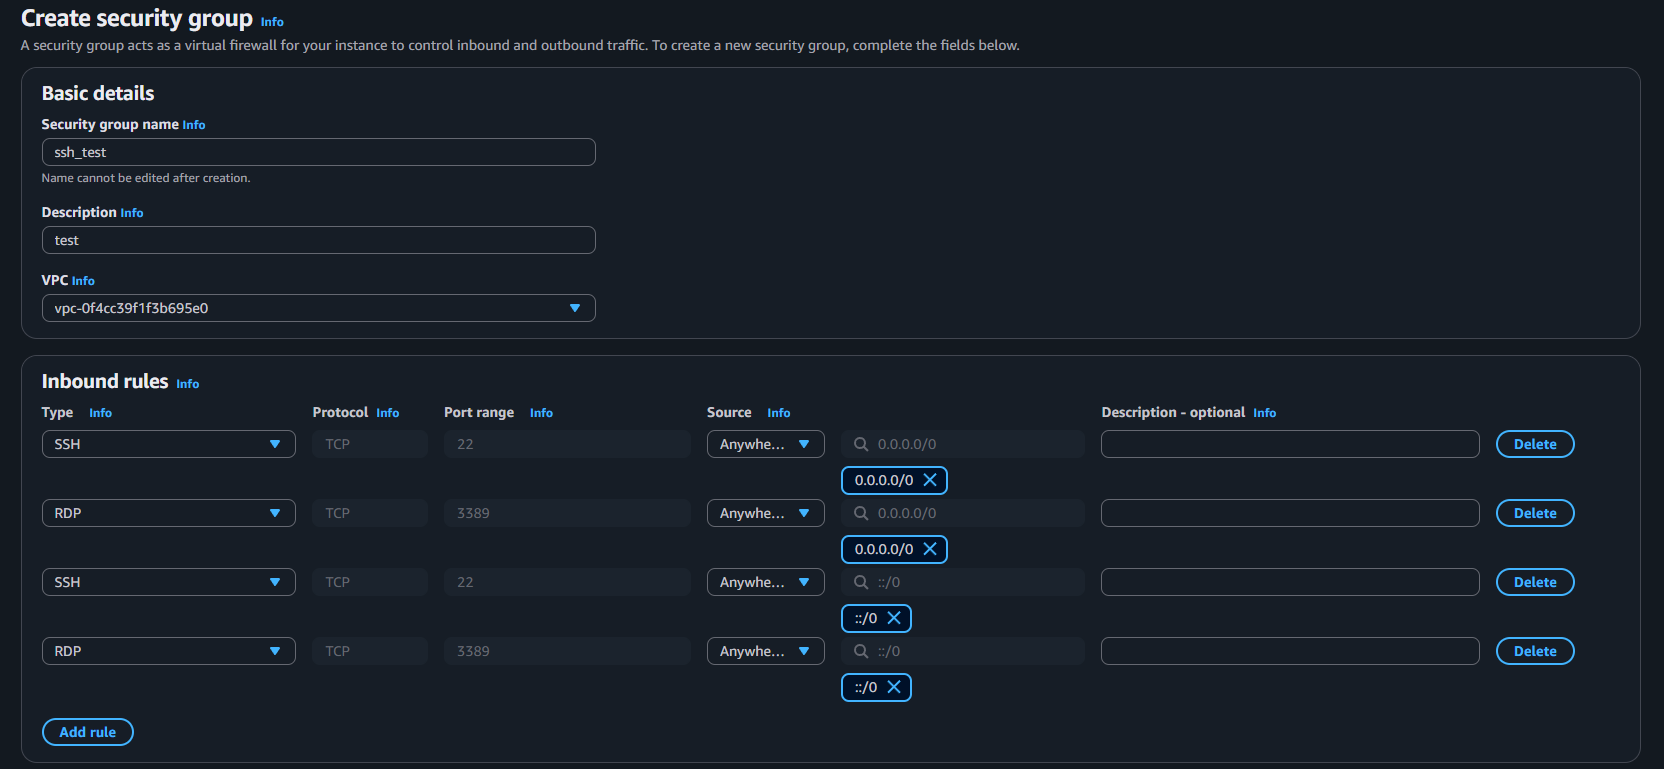 Create security group Info
A security group acts as a virtual firewall for your instance to control inbound and outbound traffic. To create a new security group, complete the fields below.
Basic details
Security group name Info
ssh_test
Name cannot be edited after creation.
Description Info
test
VPC Info
vpc-0f4cc39f1f3b695e0
Inbound rules Info
Type Info Protocol Info Port range Info Source Info Description - optional Info
SSH TCP 22 Anywhe... 0.0.0.0/0 Delete
0.0.0.0/0
RDP TCP 3389 Anywhe... 0.0.0.0/0 Delete
0.0.0.0/0
SSH TCP 22 Anywhe... ::/0 Delete
::/0
RDP TCP 3389 Anywhe... ::/0 Delete
::/0
Add rule